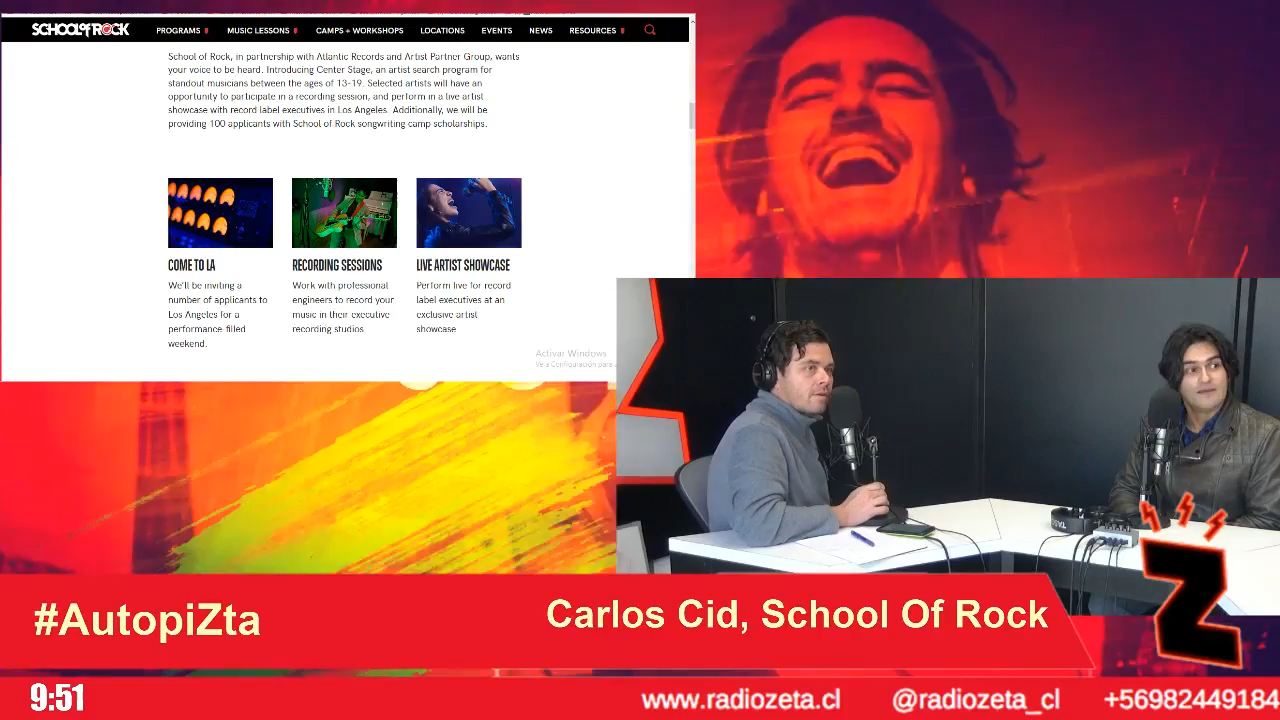 SCHOOL of ROCK
PROGRAMS MUSIC LESSONS CAMPS + WORKSHOPS LOCATIONS EVENTS NEWS RESOURCES
School of Rock, in partnership with Atlantic Records and Artist Partner Group, wants
your voice to be heard. Introducing Center Stage, an artist search program for
standout musicians between the ages of 13-19. Selected artists will have an
opportunity to participate in a recording session, and perform in a live artist
showcase with record label executives in Los Angeles. Additionally, we will be
providing 100 applicants with School of Rock songwriting camp scholarships.
COME TO LA
We'll be inviting a
number of applicants to
Los Angeles for a
performance-filled
weekend.
RECORDING SESSIONS
Work with professional
engineers to record your
music in their executive
recording studios
LIVE ARTIST SHOWCASE
Perform live for record
label executives at an
exclusive artist
showcase
Activar Windows
Ve a Configuración para
#AutopiZta
Carlos Cid, School Of Rock
Z
9:51
www.radiozeta.cl @radiozeta_cl +56982449184